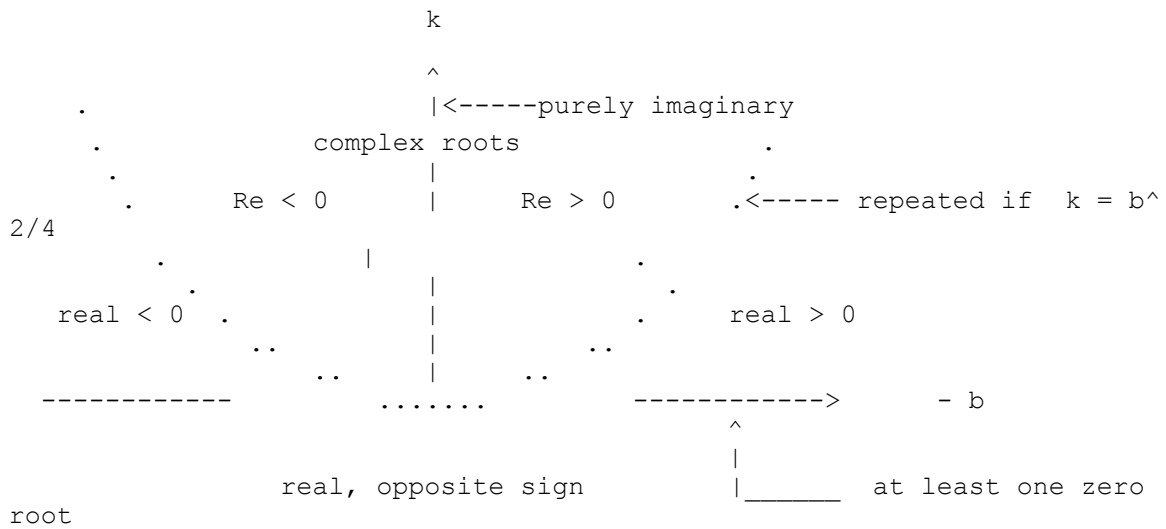 k
^
. |<-----purely imaginary
. complex roots .
. | .
. Re < 0 | Re > 0 .<----- repeated if k = b^
2/4
. | .
. | .
real < 0 . | . real > 0
.. | ..
.. | ..
------------ ....... ------------> - b
^
|
real, opposite sign |______ at least one zero
root